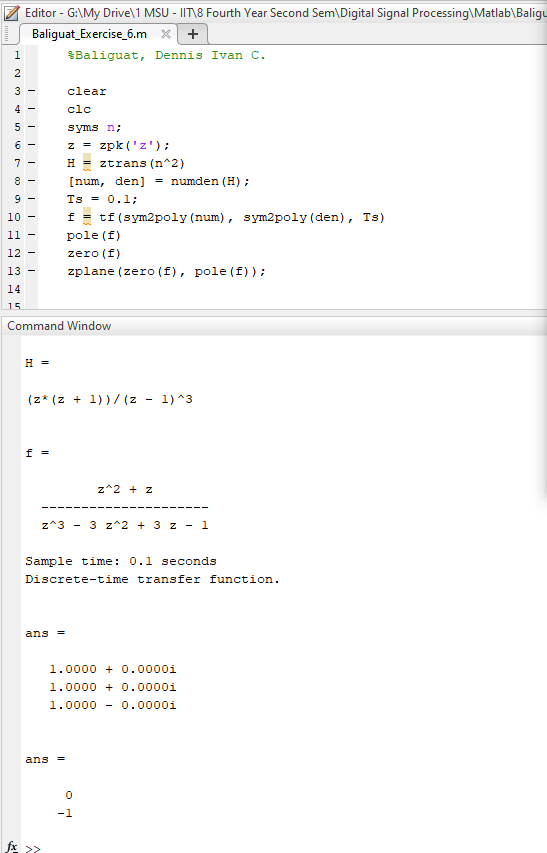 Editor - G:\My Drive\1 MSU - IIT\8 Fourth Year Second Sem\Digital Signal Processing\Matlab\Baligu
Baliguat_Exercise_6.m
1 %Baliguat, Dennis Ivan C.
2
3 - clear
4 - clc
5 - syms n;
6 - z = zpk('z');
7 - H = ztrans(n^2)
8 - [num, den] = numden(H);
9 - Ts = 0.1;
10 - f = tf(sym2poly(num), sym2poly(den), Ts)
11 - pole(f)
12 - zero(f)
13 - zplane(zero(f), pole(f));
14
15
Command Window
H =
(z*(z + 1))/(z - 1)^3
f =
z^2 + z
---------------------
z^3 - 3 z^2 + 3 z - 1
Sample time: 0.1 seconds
Discrete-time transfer function.
ans =
1.0000 + 0.0000i
1.0000 + 0.0000i
1.0000 - 0.0000i
ans =
0
-1
fx >>